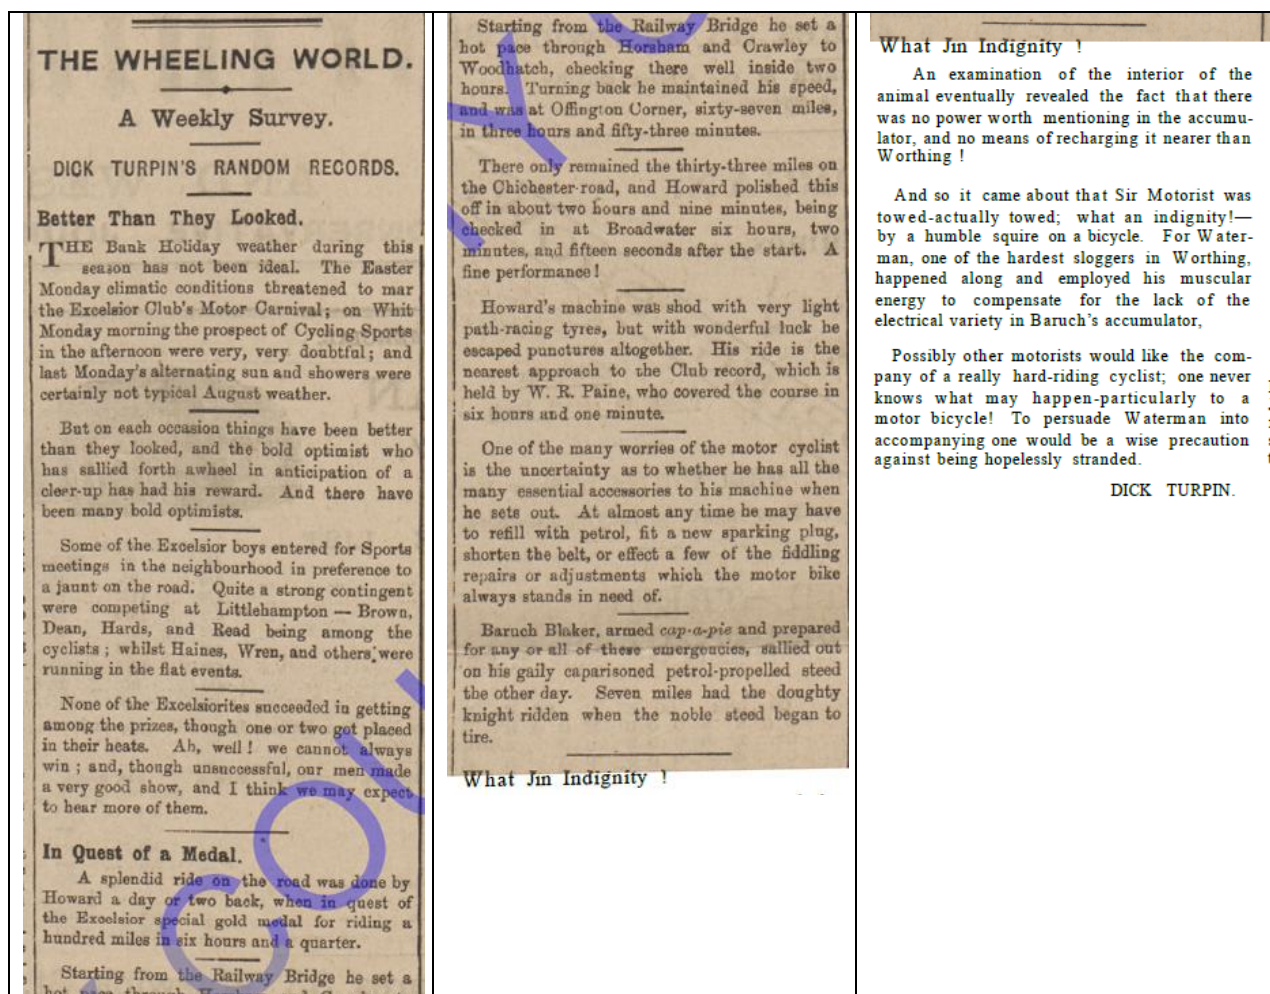 THE WHEELING WORLD.
A Weekly Survey.
DICK TURPIN'S RANDOM RECORDS.
Better Than They Looked.
THE Bank Holiday weather during this
season has not been ideal. The Easter
Monday climatic conditions threatened to mar
the Excelsior Club's Motor Carnival; on Whit
Monday morning the prospect of Cycling Sports
in the afternoon were very, very doubtful; and
last Monday's alternating sun and showers were
certainly not typical August weather.
But on each occasion things have been better
than they looked, and the bold optimist who
has sallied forth awheel in anticipation of a
cleer-up has had his reward. And there have
been many bold optimists.
Some of the Excelsior boys entered for Sports
meetings in the neighbourhood in preference to
a jaunt on the road. Quite a strong contingent
were competing at Littlehampton — Brown,
Dean, Hards, and Read being among the
cyclists; whilst Haines, Wren, and others were
running in the flat events.
None of the Excelsiorites succeeded in getting
among the prizes, though one or two got placed
in their heats. Ah, well! we cannot always
win; and, though unsuccessful, our men made
a very good show, and I think we may expect
to hear more of them.
In Quest of a Medal.
A splendid ride on the road was done by
Howard a day or two back, when in quest of
the Excelsior special gold medal for riding a
hundred miles in six hours and a quarter.
Starting from the Railway Bridge he set a
hot pace through
Starting from the Railway Bridge he set a
hot pace through Horsham and Crawley to
Woodhatch, checking there well inside two
hours. Turning back he maintained his speed,
and was at Offington Corner, sixty-seven miles,
in three hours and fifty-three minutes.
There only remained the thirty-three miles on
the Chichester-road, and Howard polished this
off in about two hours and nine minutes, being
checked in at Broadwater six hours, two
minutes, and fifteen seconds after the start. A
fine performance!
Howard's machine was shod with very light
path-racing tyres, but with wonderful luck he
escaped punctures altogether. His ride is the
nearest approach to the Club record, which is
held by W. R. Paine, who covered the course in
six hours and one minute.
One of the many worries of the motor cyclist
is the uncertainty as to whether he has all the
many essential accessories to his machine when
he sets out. At almost any time he may have
to refill with petrol, fit a new sparking plug,
shorten the belt, or effect a few of the fiddling
repairs or adjustments which the motor bike
always stands in need of.
Baruch Blaker, armed cap-a-pie and prepared
for any or all of these emergencies, sallied out
on his gaily caparisoned petrol-propelled steed
the other day. Seven miles had the doughty
knight ridden when the noble steed began to
tire.
What Jın Indignity !
What Jın Indignity !
An examination of the interior of the
animal eventually revealed the fact that there
was no power worth mentioning in the accumu-
lator, and no means of recharging it nearer than
Worthing !
And so it came about that Sir Motorist was
towed-actually towed; what an indignity!—
by a humble squire on a bicycle. For Water-
man, one of the hardest sloggers in Worthing,
happened along and employed his muscular
energy to compensate for the lack of the
electrical variety in Baruch's accumulator,
Possibly other motorists would like the com-
pany of a really hard-riding cyclist; one never
knows what may happen-particularly to a
motor bicycle! To persuade Waterman into
accompanying one would be a wise precaution
against being hopelessly stranded.
DICK TURPIN.